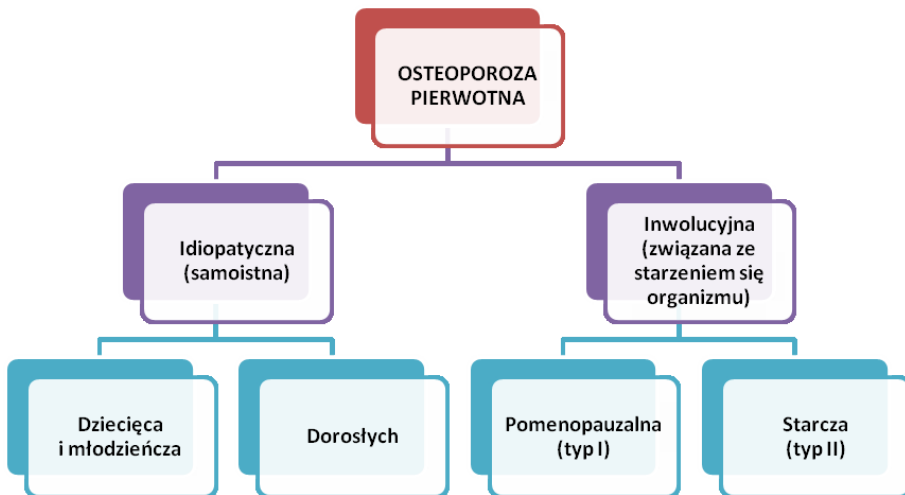 OSTEOPOROZA
PIERWOTNA
Idiopatyczna
(samoistna)
Inwolucyjna
(związana ze
starzeniem się
organizmu)
Dziecięca
i młodzieńcza
Dorosłych
Pomenopauzalna
(typ I)
Starcza
(typ II)